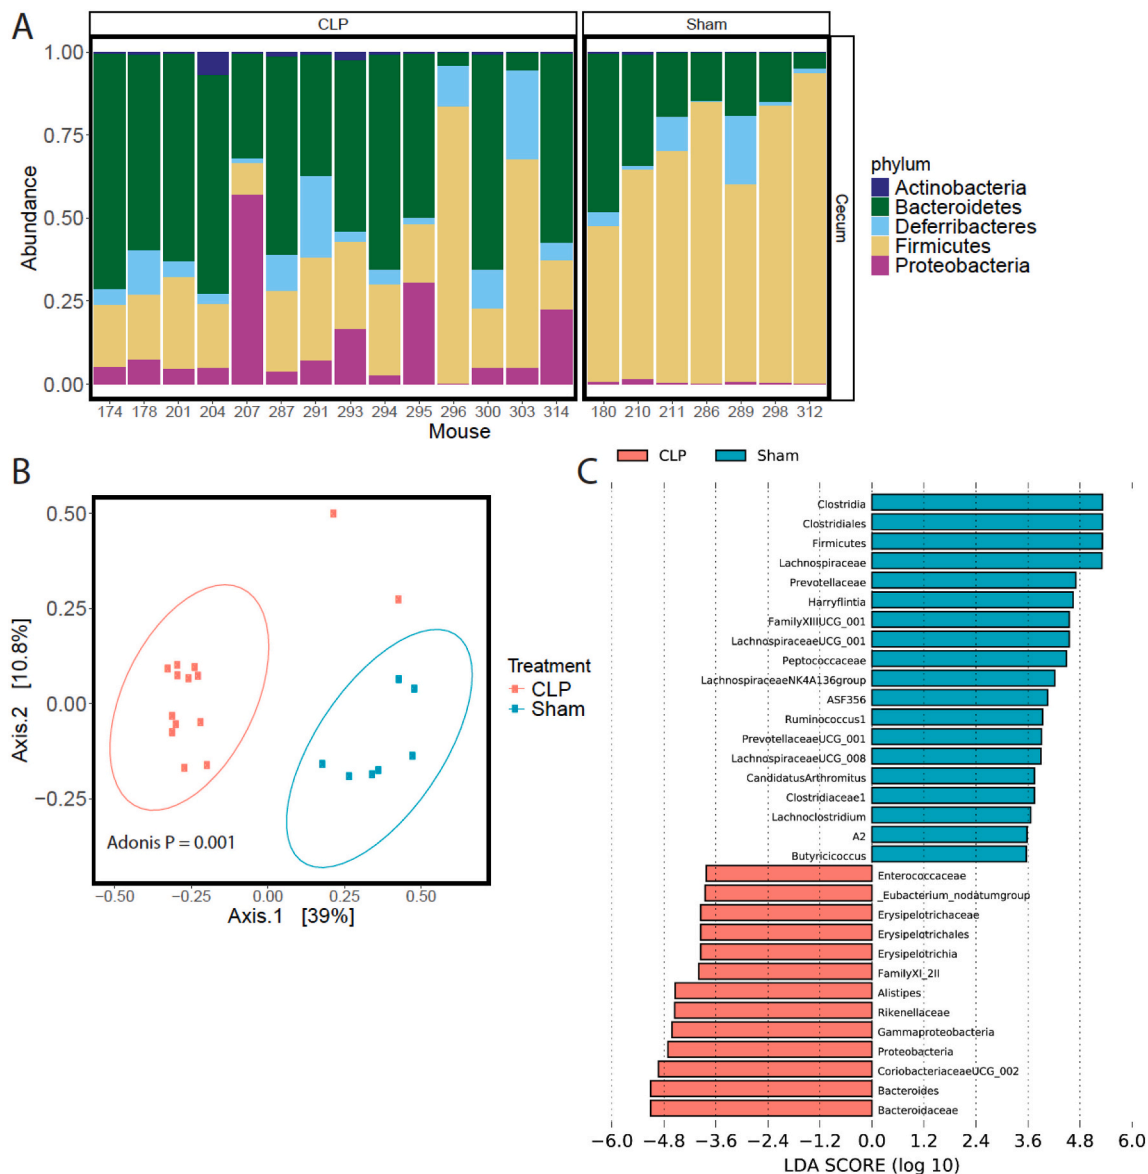 A
CLP
Sham
1.00
0.75
0.50
0.25
0.00
Abundance
174 178 201 204 207 287 291 293 294 295 296 300 303 314
180 210 211 286 289 298 312
Mouse
Cecum
phylum
Actinobacteria
Bacteroidetes
Deferribacteres
Firmicutes
Proteobacteria
B
0.50
0.25
0.00
−0.25
Axis.2 [10.8%]
Adonis P = 0.001
−0.50 −0.25 0.00 0.25 0.50
Axis.1 [39%]
Treatment
CLP
Sham
C
CLP Sham
Clostridia
Clostridiales
Firmicutes
Lachnospiraceae
Prevotellaceae
Harryflintia
FamilyXIIIUCG_001
LachnospiraceaeUCG_001
Peptococcaceae
LachnospiraceaeNK4A136group
ASF356
Ruminococcus1
PrevotellaceaeUCG_001
LachnospiraceaeUCG_008
CandidatusArthromitus
Clostridiaceae1
Lachnoclostridium
A2
Butyricicoccus
Enterococcaceae
_Eubacterium_nodatumgroup
Erysipelotrichaceae
Erysipelotrichales
Erysipelotrichia
FamilyXI_2II
Alistipes
Rikenellaceae
Gammaproteobacteria
Proteobacteria
CoriobacteriaceaeUCG_002
Bacteroides
Bacteroidaceae
−6.0 −4.8 −3.6 −2.4 −1.2 0.0 1.2 2.4 3.6 4.8 6.0
LDA SCORE (log 10)